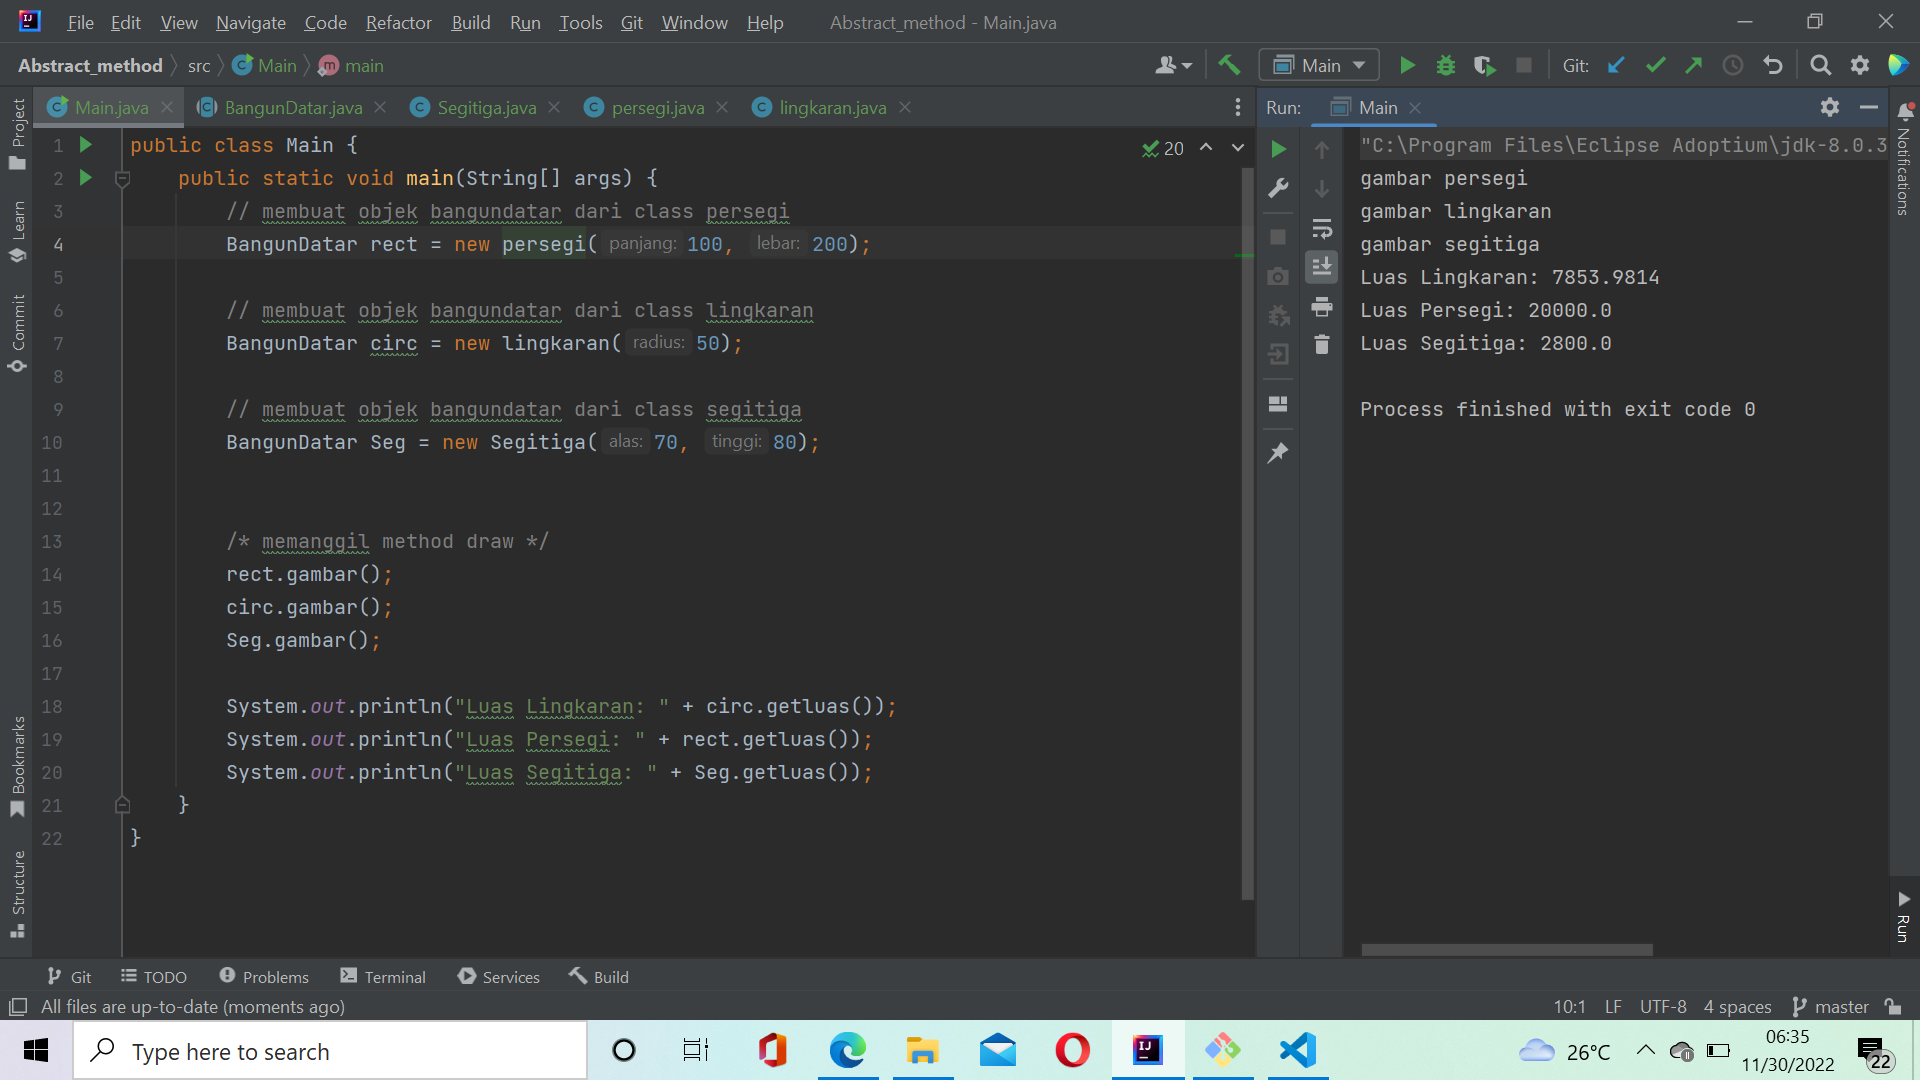 File Edit View Navigate Code Refactor Build Run Tools Git Window Help Abstract_method - Main.java
Abstract_method src Main main
Main Git:
Project
Learn
Commit
Bookmarks
Structure
Main.java BangunDatar.java Segitiga.java persegi.java lingkaran.java
20
1 public class Main {
2 public static void main(String[] args) {
3 // membuat objek bangundatar dari class persegi
4 BangunDatar rect = new persegi( panjang: 100, lebar: 200);
5
6 // membuat objek bangundatar dari class lingkaran
7 BangunDatar circ = new lingkaran( radius: 50);
8
9 // membuat objek bangundatar dari class segitiga
10 BangunDatar Seg = new Segitiga( alas: 70, tinggi: 80);
11
12
13 /* memanggil method draw */
14 rect.gambar();
15 circ.gambar();
16 Seg.gambar();
17
18 System.out.println("Luas Lingkaran: " + circ.getluas());
19 System.out.println("Luas Persegi: " + rect.getluas());
20 System.out.println("Luas Segitiga: " + Seg.getluas());
21 }
22 }
Run: Main
"C:\Program Files\Eclipse Adoptium\jdk-8.0.3
gambar persegi
gambar lingkaran
gambar segitiga
Luas Lingkaran: 7853.9814
Luas Persegi: 20000.0
Luas Segitiga: 2800.0
Process finished with exit code 0
Notifications
Run
Git TODO Problems Terminal Services Build
All files are up-to-date (moments ago) 10:1 LF UTF-8 4 spaces master
Type here to search
26°C
06:35
11/30/2022
22